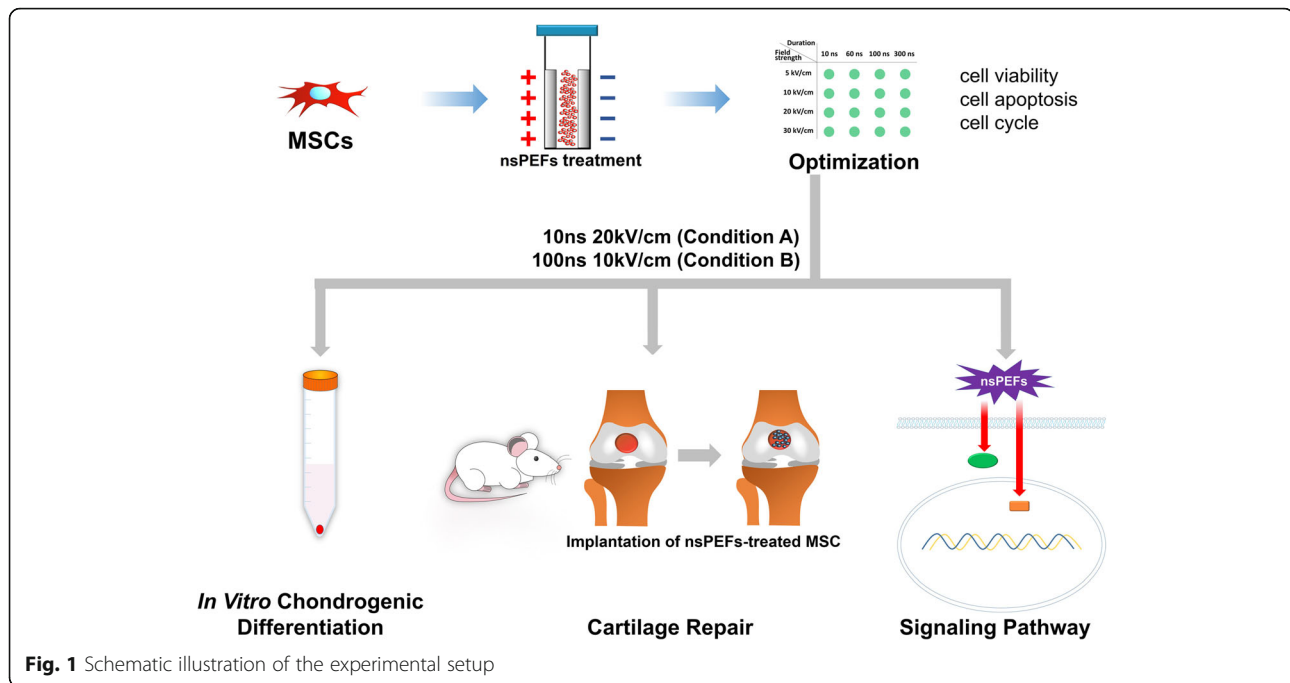 MSCs
+ −
+ −
+ −
+ −
nsPEFs treatment
Duration
Field strength
10 ns 60 ns 100 ns 300 ns
5 kV/cm
10 kV/cm
20 kV/cm
30 kV/cm
Optimization
cell viability
cell apoptosis
cell cycle
10ns 20kV/cm (Condition A)
100ns 10kV/cm (Condition B)
In Vitro Chondrogenic
Differentiation
Implantation of nsPEFs-treated MSC
Cartilage Repair
nsPEFs
Signaling Pathway
Fig. 1 Schematic illustration of the experimental setup